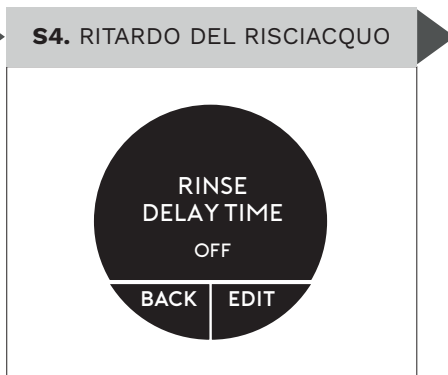 S4. RITARDO DEL RISCIACQUO
RINSE
DELAY TIME
OFF
BACK EDIT